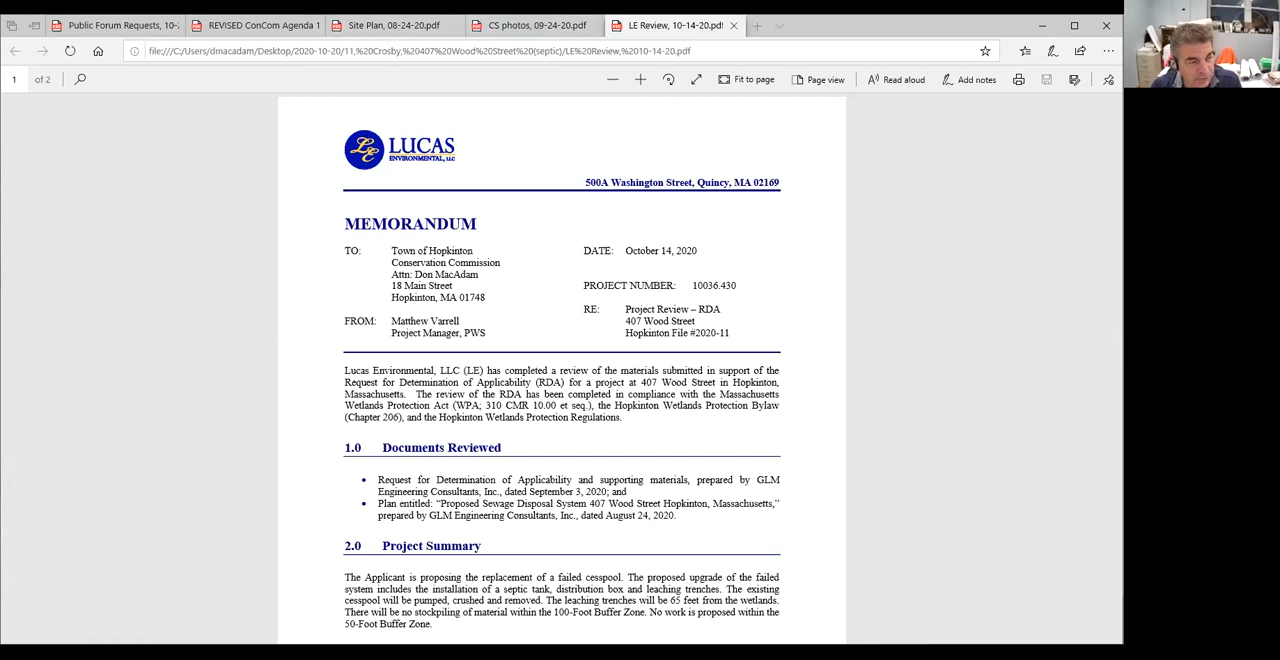 Public Forum Requests, 10-2
REVISED ConCom Agenda 1
Site Plan, 08-24-20.pdf
CS photos, 09-24-20.pdf
LE Review, 10-14-20.pdf
file:///C:/Users/dmacadam/Desktop/2020-10-20/11,%20Crosby,%20407%20Wood%20Street%20(septic)/LE%20Review,%2010-14-20.pdf
1 of 2
Fit to page
Page view
Read aloud
Add notes
LE LUCAS
ENVIRONMENTAL, LLC
500A Washington Street, Quincy, MA 02169
MEMORANDUM
TO: Town of Hopkinton
Conservation Commission
Attn: Don MacAdam
18 Main Street
Hopkinton, MA 01748
DATE: October 14, 2020
PROJECT NUMBER: 10036.430
RE: Project Review – RDA
407 Wood Street
Hopkinton File #2020-11
FROM: Matthew Varrell
Project Manager, PWS
Lucas Environmental, LLC (LE) has completed a review of the materials submitted in support of the
Request for Determination of Applicability (RDA) for a project at 407 Wood Street in Hopkinton,
Massachusetts. The review of the RDA has been completed in compliance with the Massachusetts
Wetlands Protection Act (WPA; 310 CMR 10.00 et seq.), the Hopkinton Wetlands Protection Bylaw
(Chapter 206), and the Hopkinton Wetlands Protection Regulations.
1.0 Documents Reviewed
• Request for Determination of Applicability and supporting materials, prepared by GLM
Engineering Consultants, Inc., dated September 3, 2020; and
• Plan entitled: “Proposed Sewage Disposal System 407 Wood Street Hopkinton, Massachusetts,”
prepared by GLM Engineering Consultants, Inc., dated August 24, 2020.
2.0 Project Summary
The Applicant is proposing the replacement of a failed cesspool. The proposed upgrade of the failed
system includes the installation of a septic tank, distribution box and leaching trenches. The existing
cesspool will be pumped, crushed and removed. The leaching trenches will be 65 feet from the wetlands.
There will be no stockpiling of material within the 100-Foot Buffer Zone. No work is proposed within the
50-Foot Buffer Zone.